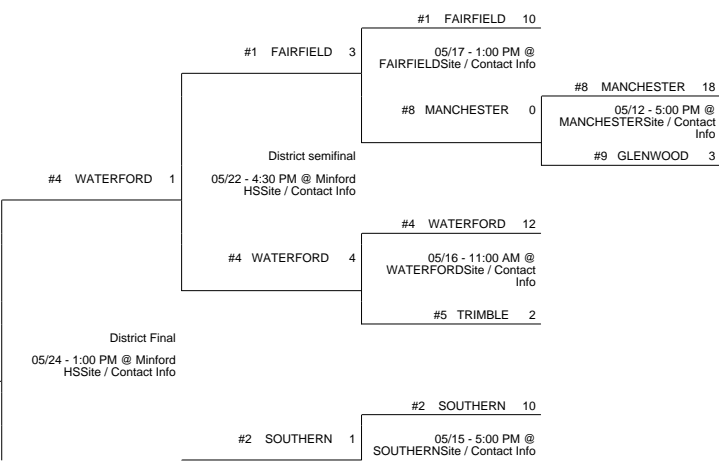 #1 FAIRFIELD 10
#1 FAIRFIELD 3
05/17 - 1:00 PM @
FAIRFIELDSite / Contact Info
#8 MANCHESTER 18
#8 MANCHESTER 0
05/12 - 5:00 PM @
MANCHESTERSite / Contact
Info
District semifinal
#9 GLENWOOD 3
#4 WATERFORD 1
05/22 - 4:30 PM @ Minford
HSSite / Contact Info
#4 WATERFORD 12
#4 WATERFORD 4
05/16 - 11:00 AM @
WATERFORDSite / Contact
Info
#5 TRIMBLE 2
District Final
05/24 - 1:00 PM @ Minford
HSSite / Contact Info
#2 SOUTHERN 10
#2 SOUTHERN 1
05/15 - 5:00 PM @
SOUTHERNSite / Contact Info